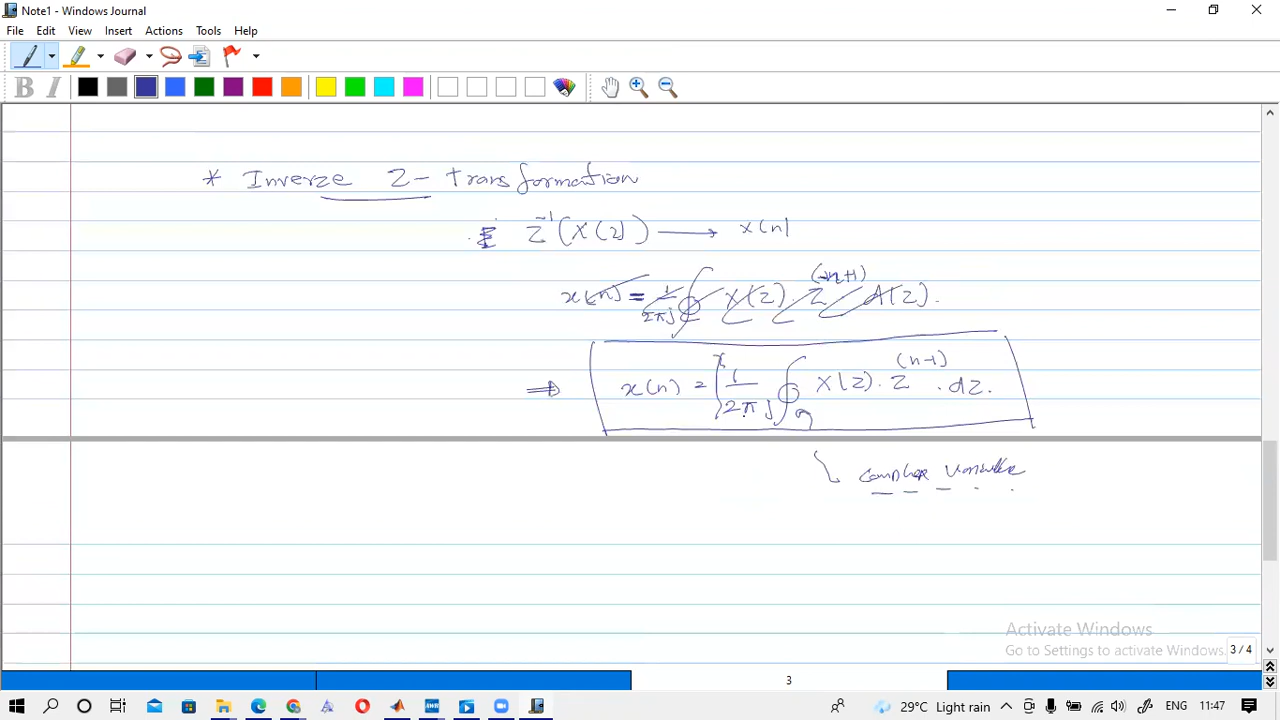 Note1 - Windows Journal
File Edit View Insert Actions Tools Help
B I
* Inverze Z - transformation
Z⁻¹(X(z)) → x(n)
x(n) = 1/2πj ∮ X(z) . Z^(-n+1) d(z).
⇒ x(n) = 1/2πj ∮ X(z) . Z^(n-1) . dz.
complex variable
Activate Windows
Go to Settings to activate Windows.
3 / 4
3
29°C Light rain ENG 11:47